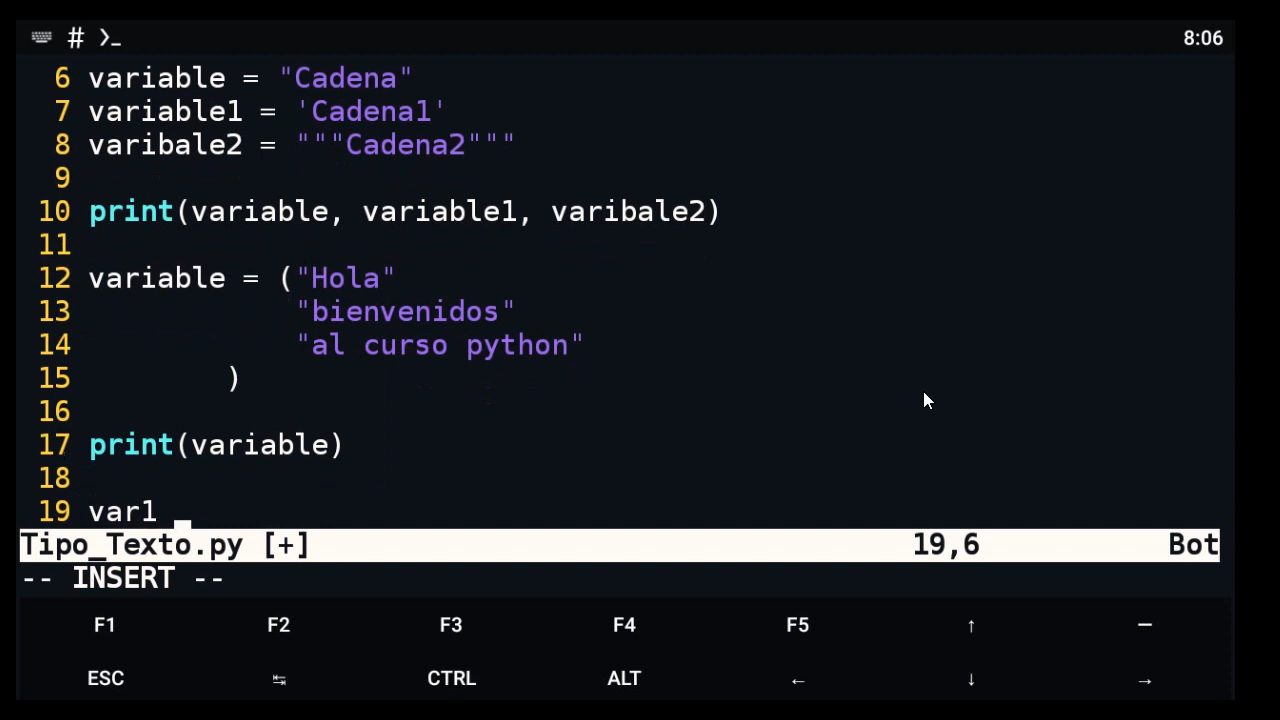 # ❯_ 8:06
6 variable = "Cadena"
7 variable1 = 'Cadena1'
8 varibale2 = """Cadena2"""
9
10 print(variable, variable1, varibale2)
11
12 variable = ("Hola"
13 "bienvenidos"
14 "al curso python"
15 )
16
17 print(variable)
18
19 var1
Tipo_Texto.py [+] 19,6 Bot
-- INSERT --
F1 F2 F3 F4 F5 ↑ —
ESC ↹ CTRL ALT ← ↓ →